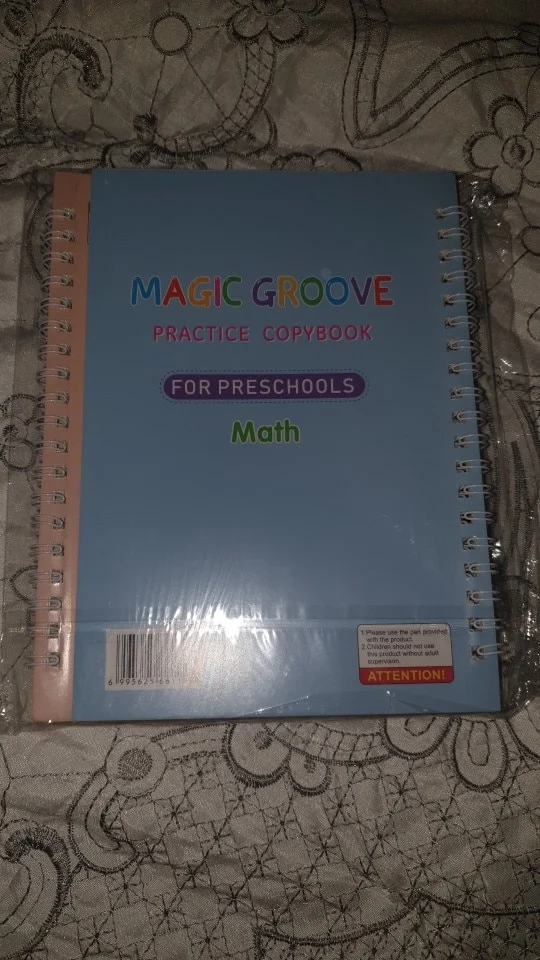 MAGIC GROOVE
PRACTICE COPYBOOK
FOR PRESCHOOLS
Math
1.Please use the pen provided
with the product.
2.Children should not use
this product without adult
supervison.
ATTENTION!